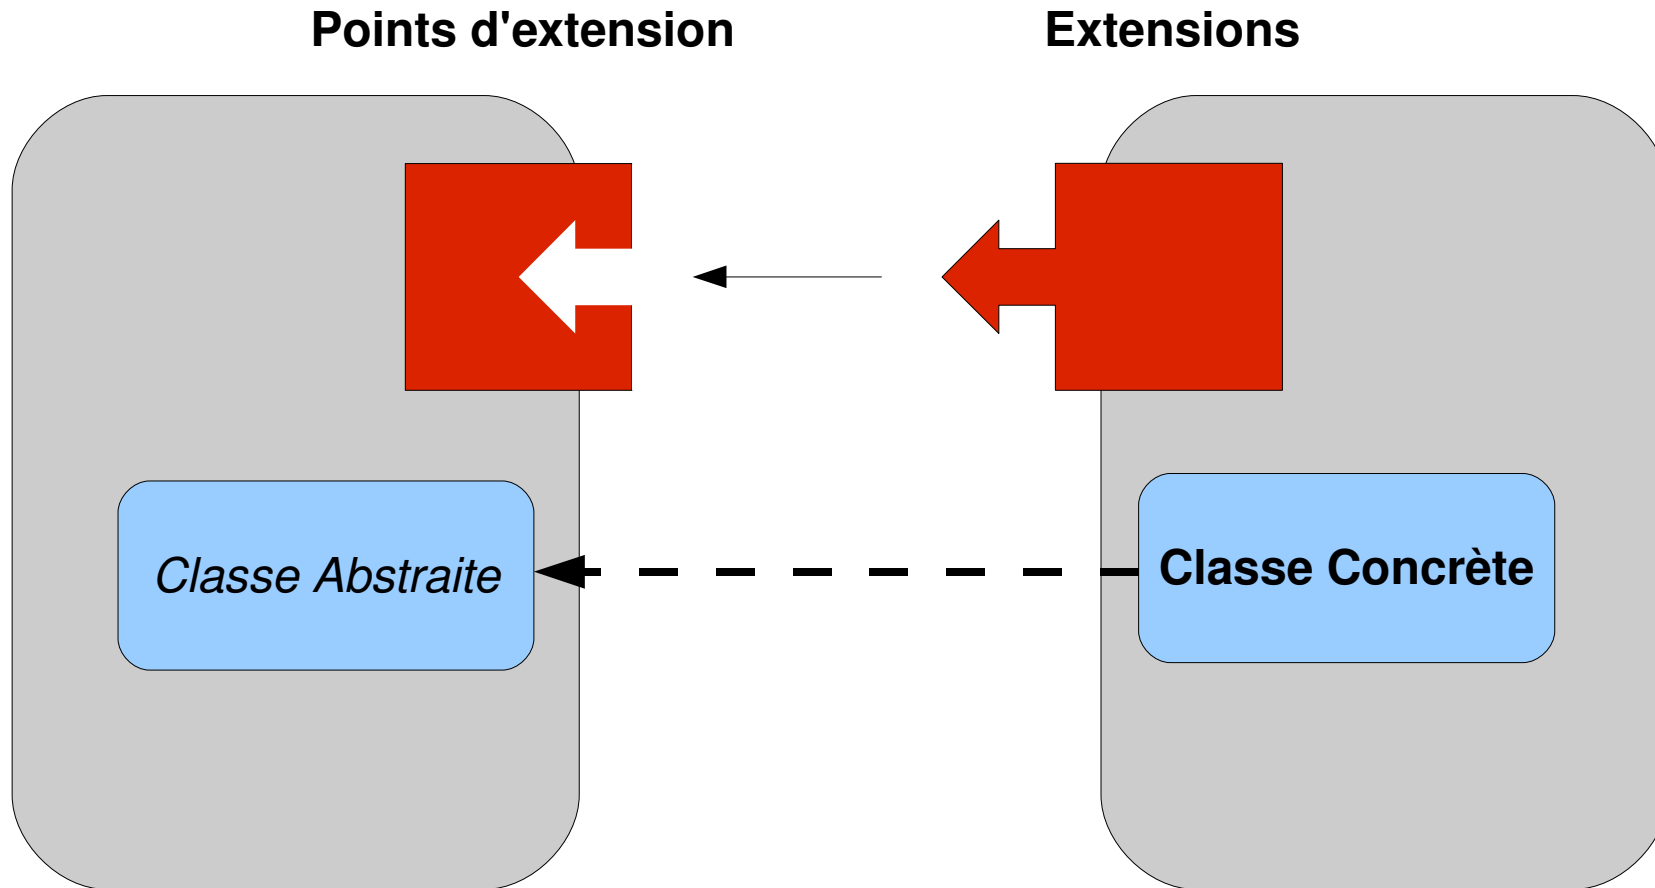 Points d'extension
Extensions
Classe Abstraite
Classe Concrète